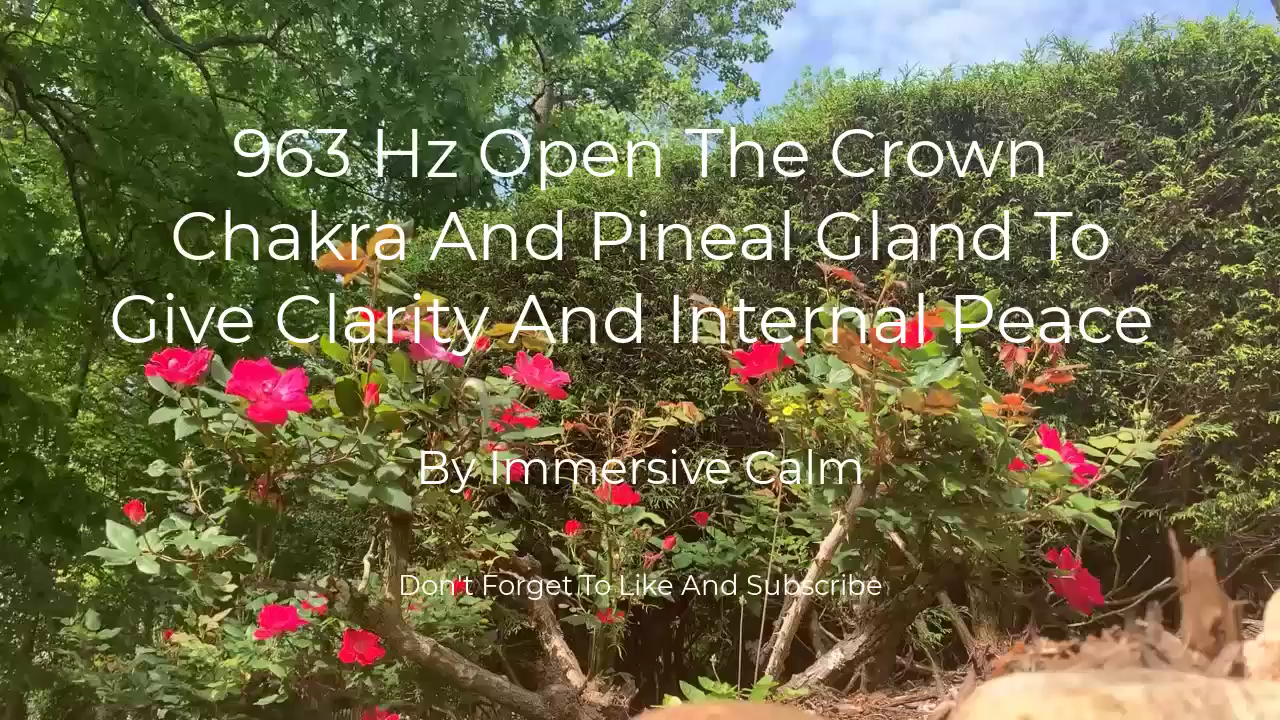 963 Hz Open The Crown
Chakra And Pineal Gland To
Give Clarity And Internal Peace
By Immersive Calm
Don't Forget To Like And Subscribe